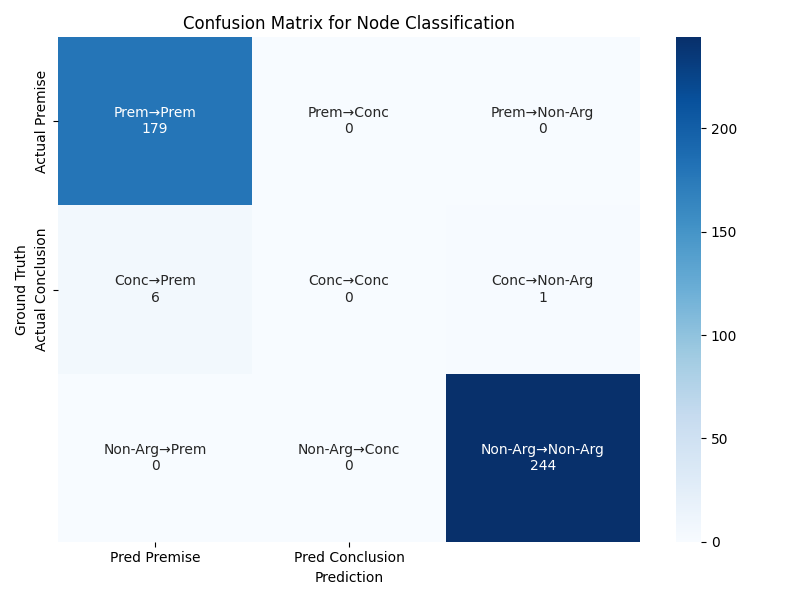 Confusion Matrix for Node Classification
Ground Truth
Actual Premise
Actual Conclusion
Prem→Prem
179
Prem→Conc
0
Prem→Non-Arg
0
Conc→Prem
6
Conc→Conc
0
Conc→Non-Arg
1
Non-Arg→Prem
0
Non-Arg→Conc
0
Non-Arg→Non-Arg
244
Pred Premise
Pred Conclusion
Prediction
200
150
100
50
0